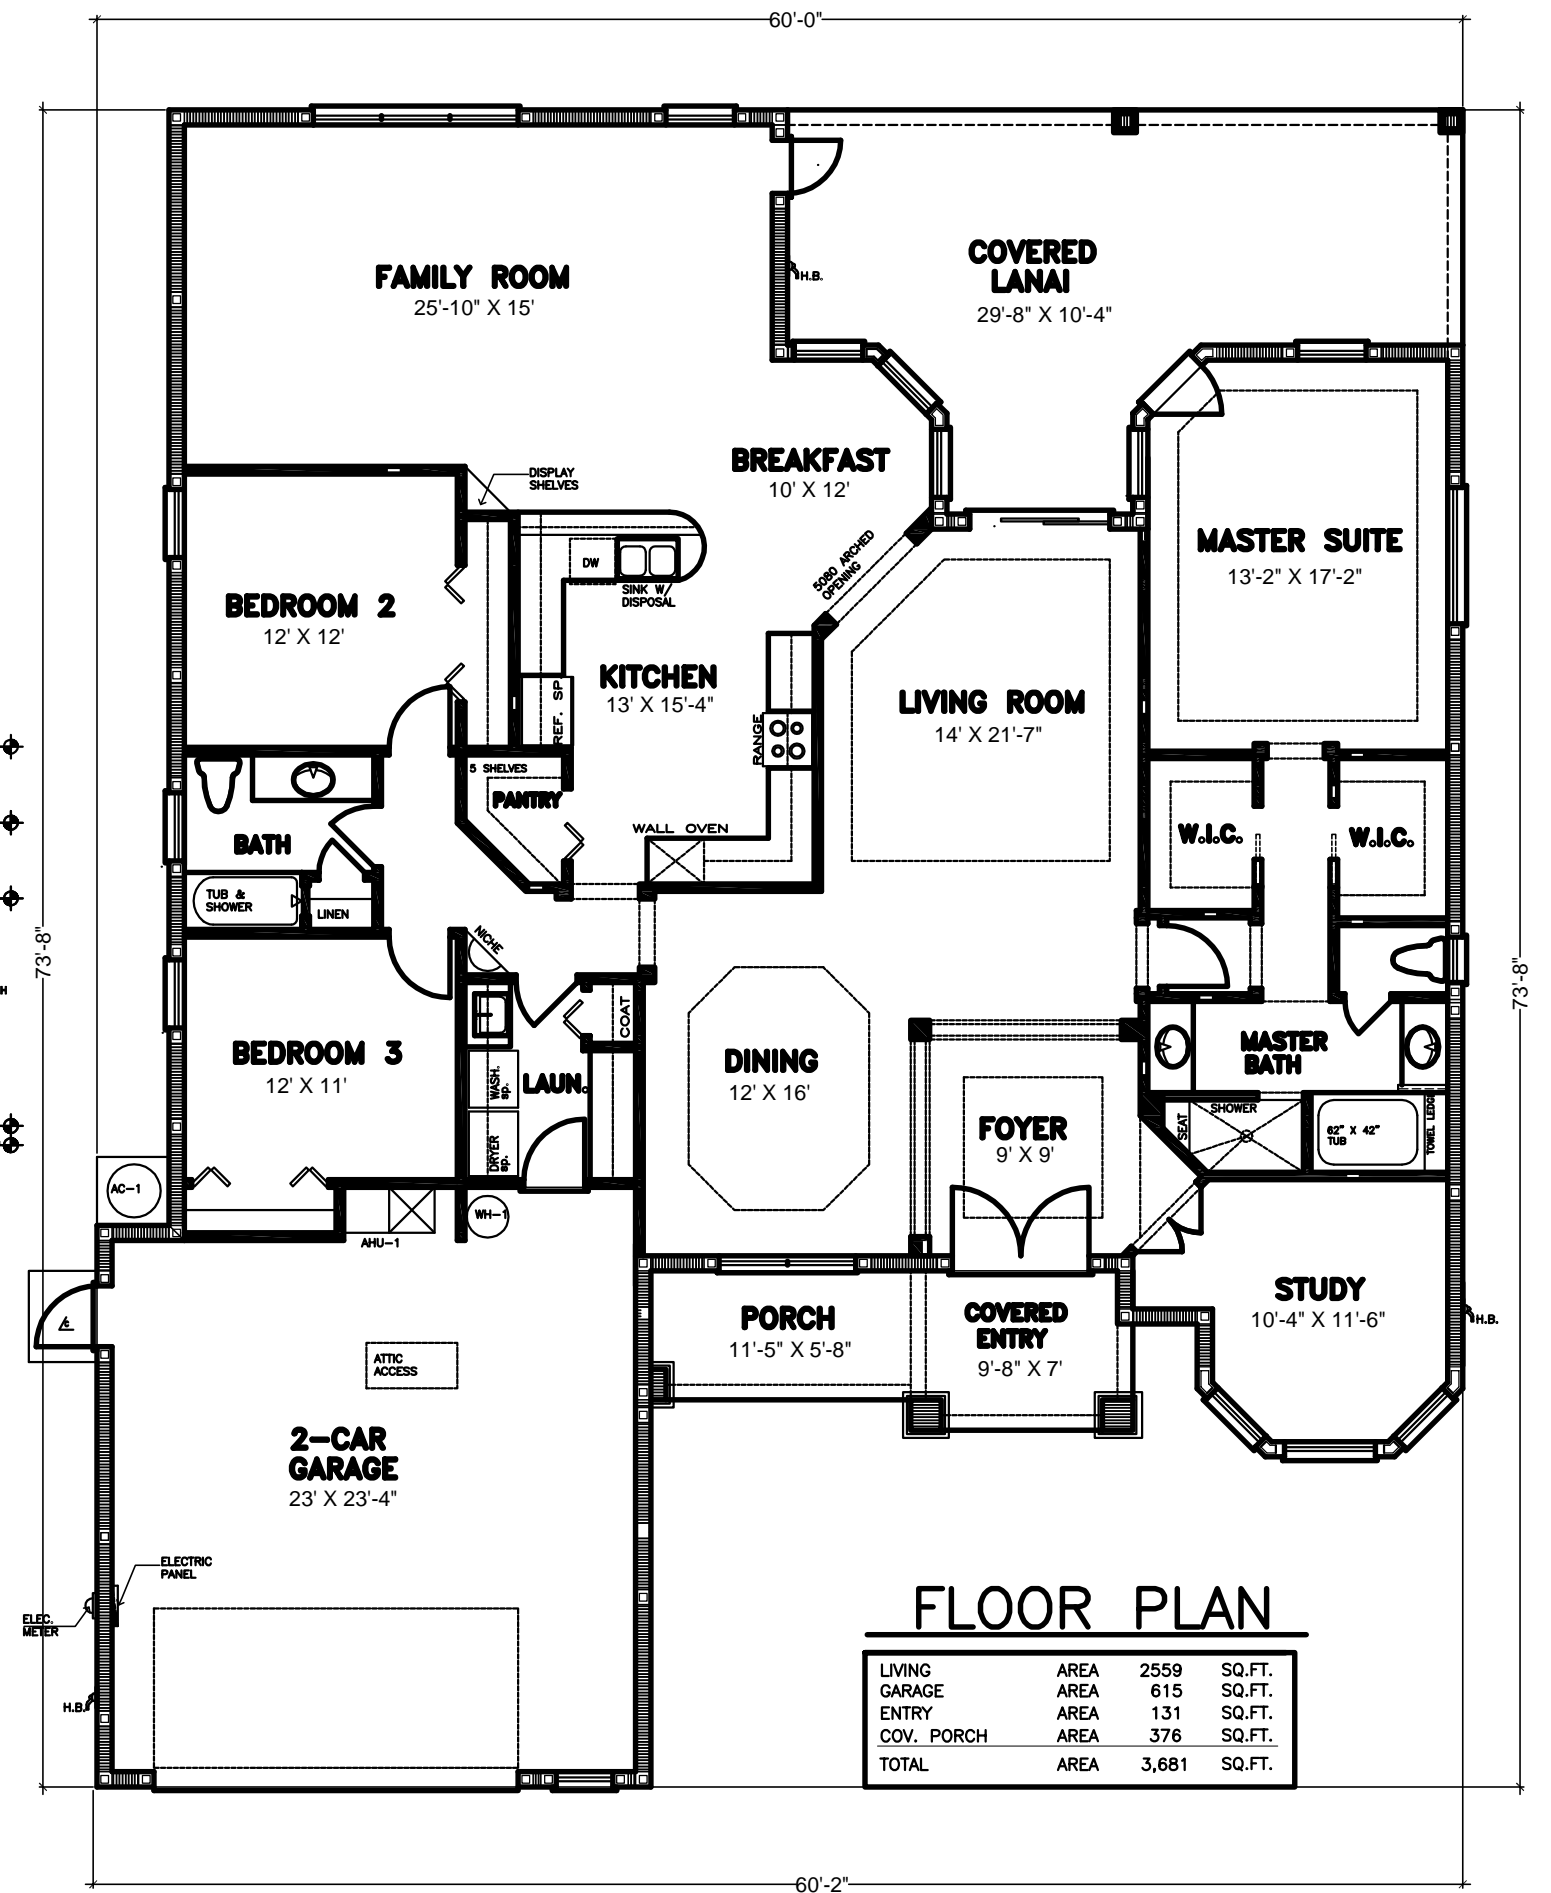 60'-0"
FAMILY ROOM
25'-10" X 15'
COVERED
LANAI
29'-8" X 10'-4"
H.B.
BREAKFAST
10' X 12'
DISPLAY
SHELVES
DW
SINK W/
DISPOSAL
5080 ARCHED
OPENING
MASTER SUITE
13'-2" X 17'-2"
BEDROOM 2
12' X 12'
KITCHEN
13' X 15'-4"
REF. SP.
RANGE
LIVING ROOM
14' X 21'-7"
5 SHELVES
PANTRY
WALL OVEN
BATH
TUB &
SHOWER
LINEN
W.I.C.
W.I.C.
73'-8"
73'-8"
H
NICHE
COAT
BEDROOM 3
12' X 11'
WASH.
sp.
LAUN.
DRYER
sp.
DINING
12' X 16'
FOYER
9' X 9'
MASTER
BATH
SEAT
SHOWER
62" X 42"
TUB
TOWEL LEDGE
AC-1
WH-1
AHU-1
STUDY
10'-4" X 11'-6"
H.B.
PORCH
11'-5" X 5'-8"
COVERED
ENTRY
9'-8" X 7'
ATTIC
ACCESS
2-CAR
GARAGE
23' X 23'-4"
ELECTRIC
PANEL
ELEC.
METER
H.B.
FLOOR PLAN
LIVING AREA 2559 SQ.FT.
GARAGE AREA 615 SQ.FT.
ENTRY AREA 131 SQ.FT.
COV. PORCH AREA 376 SQ.FT.
TOTAL AREA 3,681 SQ.FT.
60'-2"